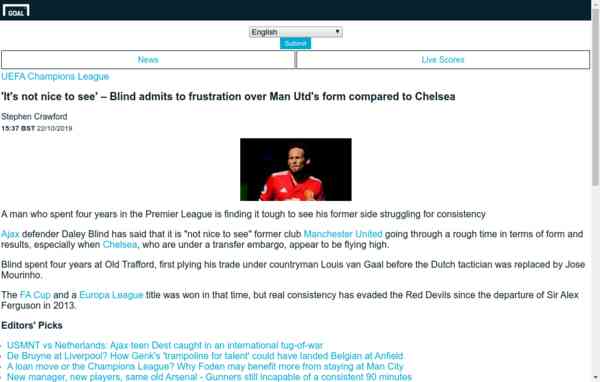 GOAL
English
Submit
News
Live Scores
UEFA Champions League
'It's not nice to see' – Blind admits to frustration over Man Utd's form compared to Chelsea
Stephen Crawford
15:37 BST 22/10/2019
A man who spent four years in the Premier League is finding it tough to see his former side struggling for consistency
Ajax defender Daley Blind has said that it is "not nice to see" former club Manchester United going through a rough time in terms of form and
results, especially when Chelsea, who are under a transfer embargo, appear to be flying high.
Blind spent four years at Old Trafford, first plying his trade under countryman Louis van Gaal before the Dutch tactician was replaced by Jose
Mourinho.
The FA Cup and a Europa League title was won in that time, but real consistency has evaded the Red Devils since the departure of Sir Alex
Ferguson in 2013.
Editors' Picks
USMNT vs Netherlands: Ajax teen Dest caught in an international tug-of-war
De Bruyne at Liverpool? How Genk's 'trampoline for talent' could have landed Belgian at Anfield
A loan move or the Champions League? Why Foden may benefit more from staying at Man City
New manager, new players, same old Arsenal - Gunners still incapable of a consistent 90 minutes